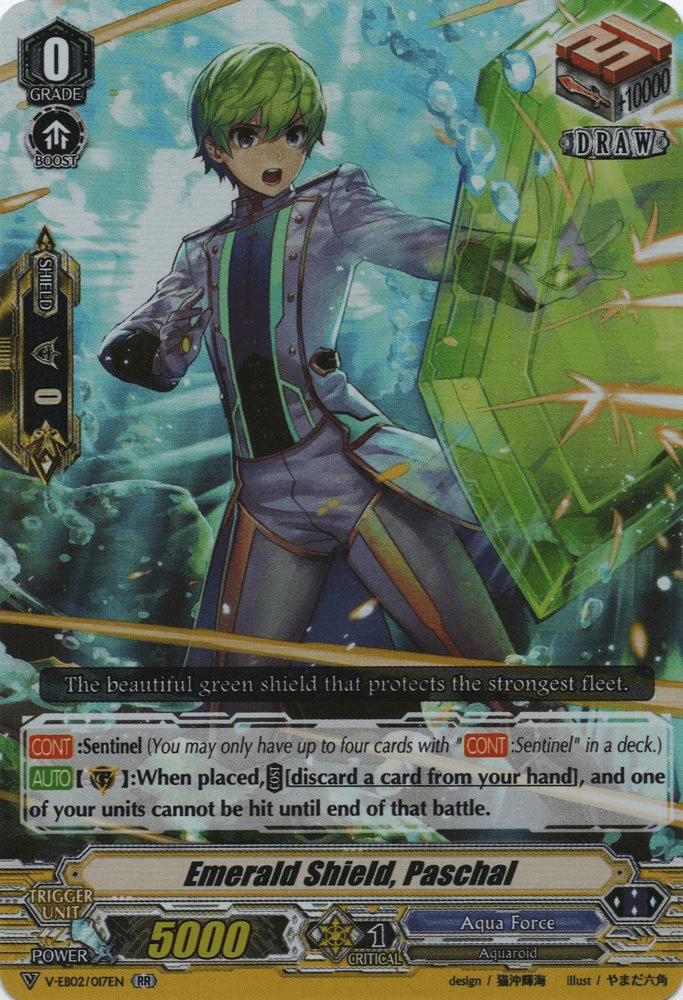 0
GRADE
BOOST
+10000
DRAW
SHIELD
0
The beautiful green shield that protects the strongest fleet.
CONT :Sentinel (You may only have up to four cards with "CONT :Sentinel" in a deck.)
AUTO [ G ]:When placed, COST [discard a card from your hand], and one
of your units cannot be hit until end of that battle.
Emerald Shield, Paschal
TRIGGER
UNIT
POWER 5000 1 CRITICAL
Aqua Force
Aquaroid
V V-EB02/017EN RR design / 猫沖輝海 illust / やまだ六角